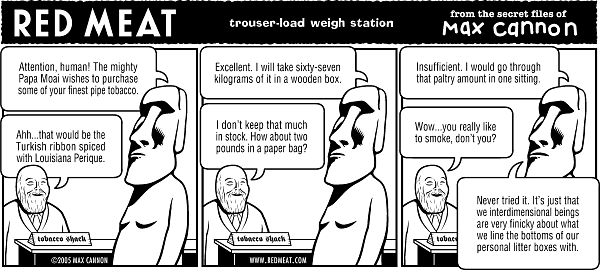 RED MEAT
trouser-load weigh station
from the secret files of
max cannon
Attention, human! The mighty
Papa Moai wishes to purchase
some of your finest pipe tobacco.
Ahh...that would be the
Turkish ribbon spiced
with Louisiana Perique.
tobacco shack
©2005 MAX CANNON
Excellent. I will take sixty-seven
kilograms of it in a wooden box.
I don't keep that much
in stock. How about two
pounds in a paper bag?
tobacco shack
WWW.REDMEAT.COM
Insufficient. I would go through
that paltry amount in one sitting.
Wow...you really like
to smoke, don't you?
Never tried it. It's just that
we interdimensional beings
are very finicky about what
we line the bottoms of our
personal litter boxes with.
tobacco shack